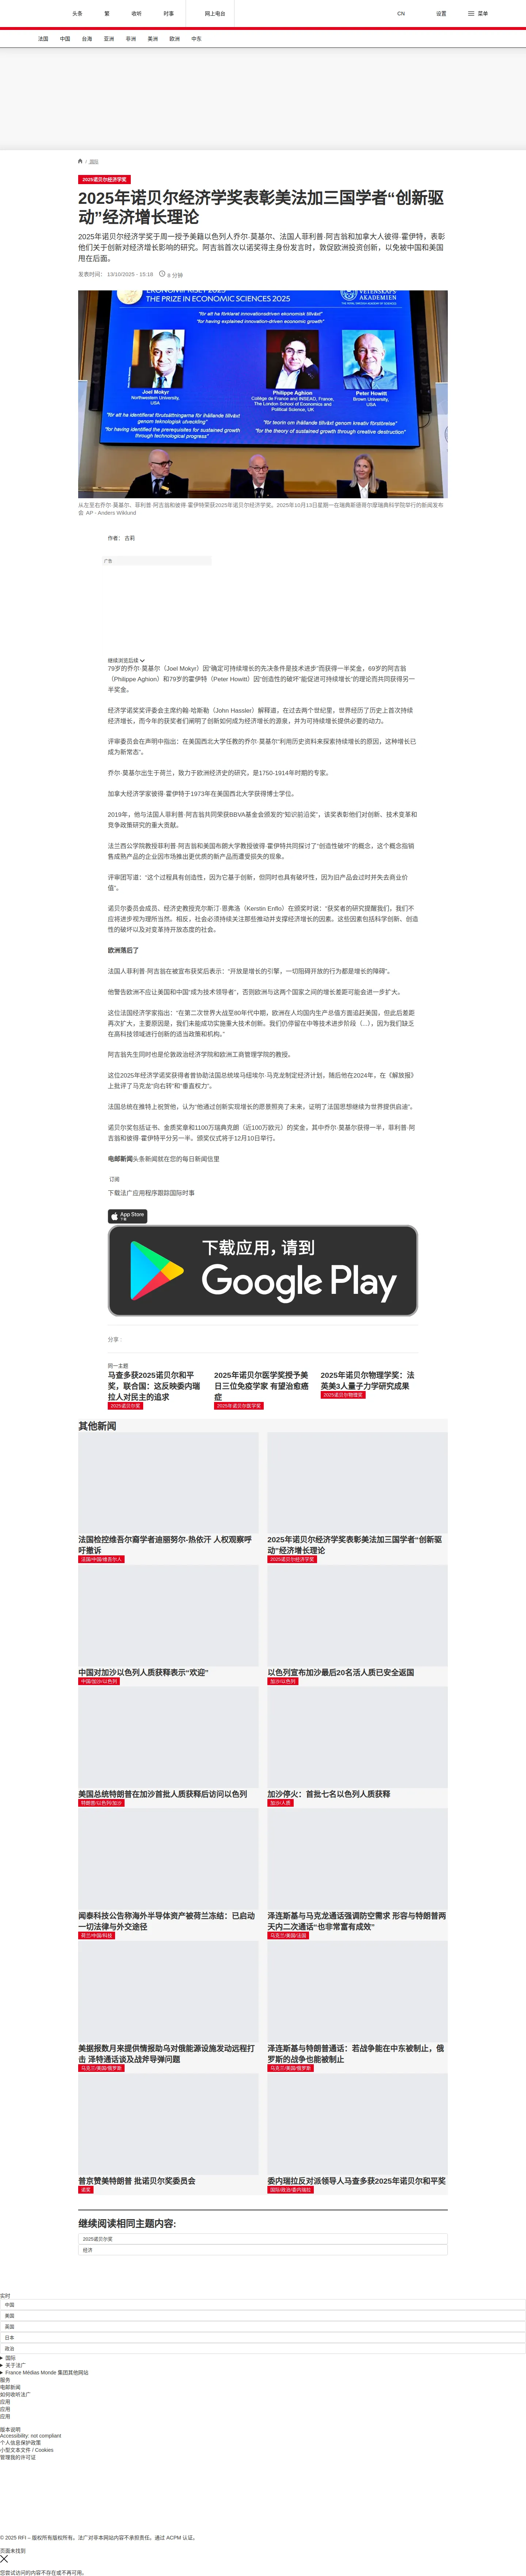 头条
繁
收听
时事
网上电台
CN
设置
菜单
法国
中国
台海
亚洲
非洲
美洲
欧洲
中东
/ 国际
2025诺贝尔经济学奖
2025年诺贝尔经济学奖表彰美法加三国学者“创新驱
动”经济增长理论
2025年诺贝尔经济学奖于周一授予美籍以色列人乔尔·莫基尔、法国人菲利普·阿吉翁和加拿大人彼得·霍伊特，表彰
他们关于创新对经济增长影响的研究。阿吉翁首次以诺奖得主身份发言时，敦促欧洲投资创新，以免被中国和美国
甩在后面。
发表时间： 13/10/2025 - 15:18
6 分钟
THE PRIZE IN ECONOMIC SCIENCES 2025
VETENSKAPS
AKADEMIEN
"för att ha förklarat innovationsdriven ekonomisk tillväxt"
"for having explained innovation-driven economic growth"
Joel Mokyr
Northwestern University,
USA
Philippe Aghion
Collège de France and INSEAD, France,
The London School of Economics and
Political Science, UK
Peter Howitt
Brown University,
USA
"för att ha identifierat förutsättningarna för ihållande tillväxt
genom teknologisk utveckling"
"for having identified the prerequisites for sustained growth
through technological progress"
"för teorin om ihållande tillväxt genom kreativ förstörelse"
"for the theory of sustained growth through creative destruction"
从左至右乔尔·莫基尔、菲利普·阿吉翁和彼得·霍伊特荣获2025年诺贝尔经济学奖。2025年10月13日星期一在瑞典斯德哥尔摩瑞典科学院举行的新闻发布
会 AP - Anders Wiklund
作者： 古莉
广告
继续浏览后续
79岁的乔尔·莫基尔（Joel Mokyr）因“确定可持续增长的先决条件是技术进步”而获得一半奖金，69岁的阿吉翁
（Philippe Aghion）和79岁的霍伊特（Peter Howitt）因“创造性的破坏”能促进可持续增长”的理论而共同获得另一
半奖金。
经济学诺奖奖评委会主席约翰·哈斯勒（John Hassler）解释道，在过去两个世纪里，世界经历了历史上首次持续
经济增长，而今年的获奖者们阐明了创新如何成为经济增长的源泉，并为可持续增长提供必要的动力。
评审委员会在声明中指出：在美国西北大学任教的乔尔·莫基尔“利用历史资料来探索持续增长的原因，这种增长已
成为新常态”。
乔尔·莫基尔出生于荷兰，致力于欧洲经济史的研究，是1750-1914年时期的专家。
加拿大经济学家彼得·霍伊特于1973年在美国西北大学获得博士学位。
2019年，他与法国人菲利普·阿吉翁共同荣获BBVA基金会颁发的“知识前沿奖”，该奖表彰他们对创新、技术变革和
竞争政策研究的重大贡献。
法兰西公学院教授菲利普·阿吉翁和美国布朗大学教授彼得·霍伊特共同探讨了“创造性破坏”的概念，这个概念指销
售成熟产品的企业因市场推出更优质的新产品而遭受损失的现象。
评审团写道：“这个过程具有创造性，因为它基于创新，但同时也具有破坏性，因为旧产品会过时并失去商业价
值”。
诺贝尔委员会成员、经济史教授克尔斯汀·恩弗洛（Kerstin Enflo）在颁奖时说：“获奖者的研究提醒我们，我们不
应将进步视为理所当然。相反，社会必须持续关注那些推动并支撑经济增长的因素。这些因素包括科学创新、创造
性的破坏以及对变革持开放态度的社会。
欧洲落后了
法国人菲利普·阿吉翁在被宣布获奖后表示：“开放是增长的引擎，一切阻碍开放的行为都是增长的障碍”。
他警告欧洲不应让美国和中国“成为技术领导者”，否则欧洲与这两个国家之间的增长差距可能会进一步扩大。
这位法国经济学家指出：“在第二次世界大战至80年代中期，欧洲在人均国内生产总值方面追赶美国，但此后差距
再次扩大，主要原因是，我们未能成功实施重大技术创新。我们仍停留在中等技术进步阶段（...），因为我们缺乏
在高科技领域进行创新的适当政策和机构。”
阿吉翁先生同时也是伦敦政治经济学院和欧洲工商管理学院的教授。
这位2025年经济学诺奖获得者曾协助法国总统埃马纽埃尔·马克龙制定经济计划，随后他在2024年，在《解放报》
上批评了马克龙“向右转”和“垂直权力”。
法国总统在推特上祝贺他，认为“他通过创新实现增长的愿景照亮了未来，证明了法国思想继续为世界提供启迪”。
诺贝尔奖包括证书、金质奖章和1100万瑞典克朗（近100万欧元）的奖金，其中乔尔·莫基尔获得一半，菲利普·阿
吉翁和彼得·霍伊特平分另一半。颁奖仪式将于12月10日举行。
电邮新闻头条新闻就在您的每日新闻信里
订阅
下载法广应用程序跟踪国际时事
App Store
下载
下载应用，请到
Google Play
分享 :
同一主题
马查多获2025诺贝尔和平
奖，联合国：这反映委内瑞
拉人对民主的追求
2025诺贝尔奖
2025年诺贝尔医学奖授予美
日三位免疫学家 有望治愈癌
症
2025年诺贝尔医学奖
2025年诺贝尔物理学奖：法
英美3人量子力学研究成果
2025诺贝尔物理奖
其他新闻
法国检控维吾尔裔学者迪丽努尔-热依汗 人权观察呼
吁撤诉
法国/中国/维吾尔人
2025年诺贝尔经济学奖表彰美法加三国学者“创新驱
动”经济增长理论
2025诺贝尔经济学奖
中国对加沙以色列人质获释表示“欢迎”
中国/加沙/以色列
以色列宣布加沙最后20名活人质已安全返国
加沙/以色列
美国总统特朗普在加沙首批人质获释后访问以色列
特朗普/以色列/加沙
加沙停火：首批七名以色列人质获释
加沙/人质
闻泰科技公告称海外半导体资产被荷兰冻结：已启动
一切法律与外交途径
荷兰/中国/科技
泽连斯基与马克龙通话强调防空需求 形容与特朗普两
天内二次通话“也非常富有成效”
乌克兰/美国/法国
美据报数月来提供情报助乌对俄能源设施发动远程打
击 泽特通话谈及战斧导弹问题
乌克兰/美国/俄罗斯
泽连斯基与特朗普通话：若战争能在中东被制止，俄
罗斯的战争也能被制止
乌克兰/美国/俄罗斯
普京赞美特朗普 批诺贝尔奖委员会
诺奖
委内瑞拉反对派领导人马查多获2025年诺贝尔和平奖
国际/政治/委内瑞拉
继续阅读相同主题内容:
2025诺贝尔奖
经济
实时
中国
美国
英国
日本
政治
国际
关于法广
France Médias Monde 集团其他网站
服务
电邮新闻
如何收听法广
应用
应用
应用
版本说明
Accessibility: not compliant
个人信息保护政策
小型文本文件 / Cookies
管理我的许可证
© 2025 RFI – 版权所有版权所有。法广对非本网站内容不承担责任。通过 ACPM 认证。
页面未找到
您尝试访问的内容不存在或不再可用。